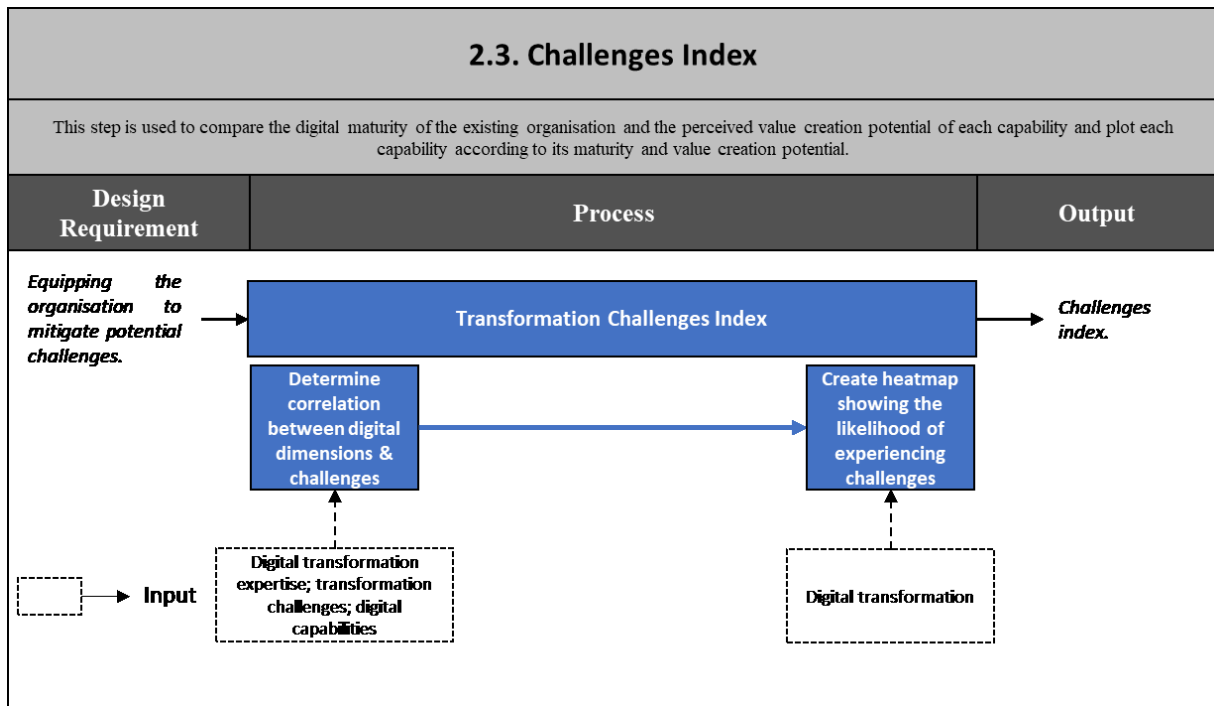 2.3. Challenges Index
This step is used to compare the digital maturity of the existing organisation and the perceived value creation potential of each capability and plot each
capability according to its maturity and value creation potential.
Design
Requirement
Process
Output
Equipping the
organisation to
mitigate potential
challenges.
Transformation Challenges Index
Challenges
index.
Determine
correlation
between digital
dimensions &
challenges
Create heatmap
showing the
likelihood of
experiencing
challenges
Digital transformation
expertise; transformation
challenges; digital
capabilities
Digital transformation
Input